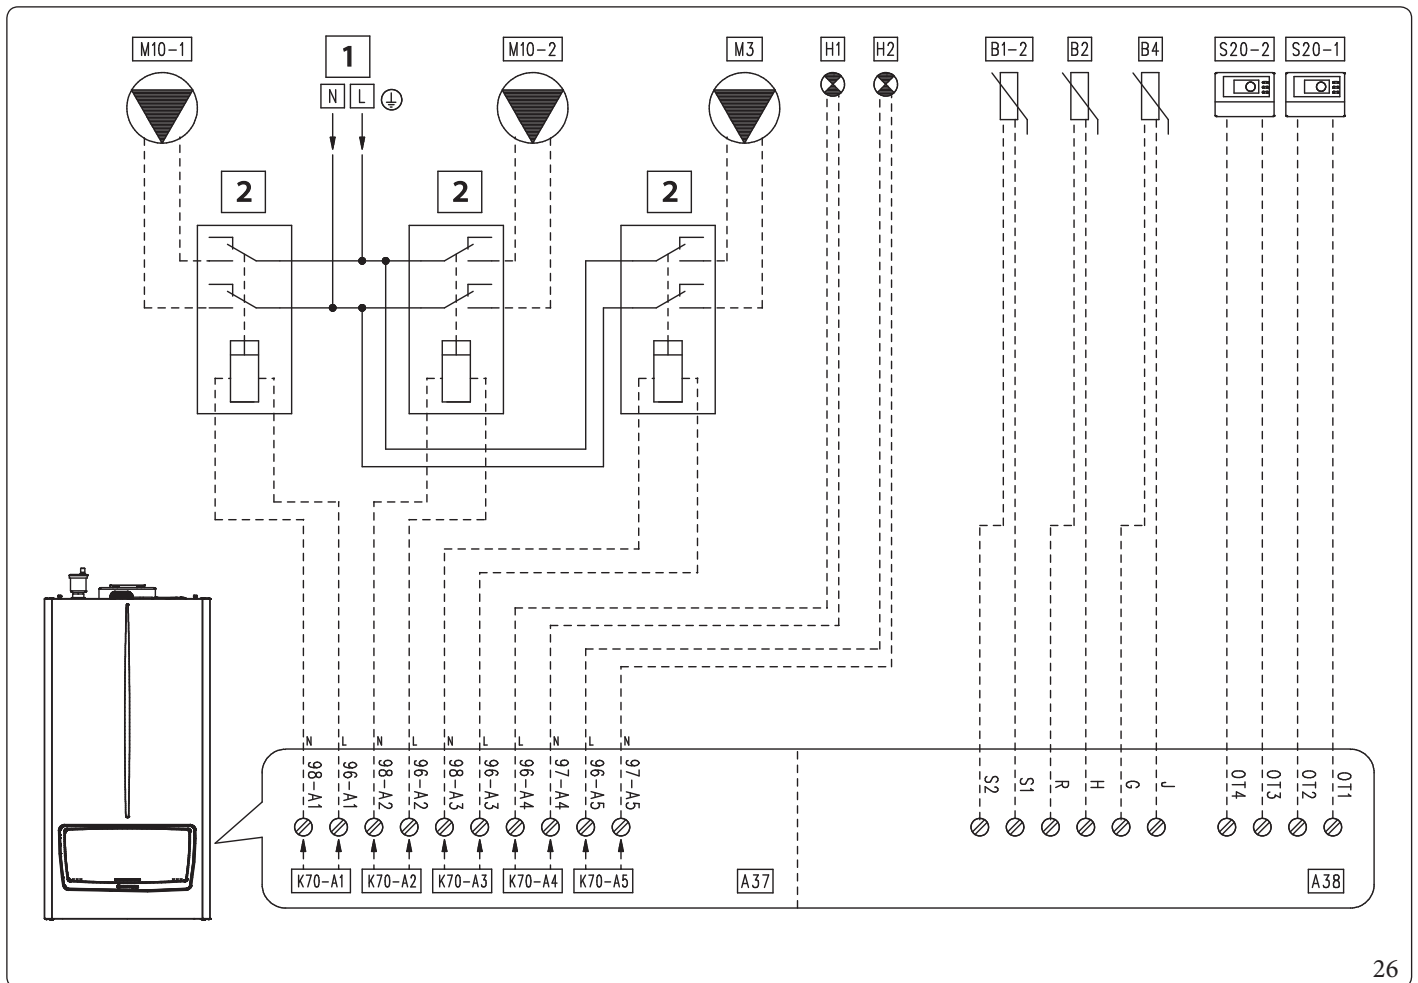 M10-1
1
M10-2
M3
H1
H2
B1-2
B2
B4
S20-2
S20-1
N
L
2
2
2
N
L
N
L
N
L
L
N
L
N
98-A1
96-A1
98-A2
96-A2
98-A3
96-A3
96-A4
97-A4
96-A5
97-A5
S2
S1
R
H
G
J
OT4
OT3
OT2
OT1
K70-A1
K70-A2
K70-A3
K70-A4
K70-A5
A37
A38
26